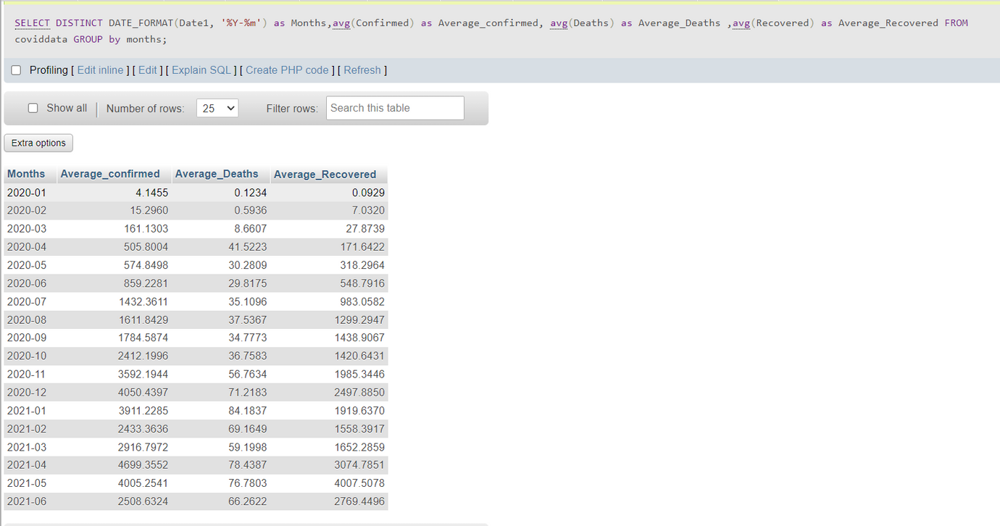 SELECT DISTINCT DATE_FORMAT(Date1, '%Y-%m') as Months,avg(Confirmed) as Average_confirmed, avg(Deaths) as Average_Deaths ,avg(Recovered) as Average_Recovered FROM
coviddata GROUP by months;
Profiling [ Edit inline ] [ Edit ] [ Explain SQL ] [ Create PHP code ] [ Refresh ]
Show all | Number of rows: 25 Filter rows: Search this table
Extra options
Months Average_confirmed Average_Deaths Average_Recovered
2020-01 4.1455 0.1234 0.0929
2020-02 15.2960 0.5936 7.0320
2020-03 161.1303 8.6607 27.8739
2020-04 505.8004 41.5223 171.6422
2020-05 574.8498 30.2809 318.2964
2020-06 859.2281 29.8175 548.7916
2020-07 1432.3611 35.1096 983.0582
2020-08 1611.8429 37.5367 1299.2947
2020-09 1784.5874 34.7773 1438.9067
2020-10 2412.1996 36.7583 1420.6431
2020-11 3592.1944 56.7634 1985.3446
2020-12 4050.4397 71.2183 2497.8850
2021-01 3911.2285 84.1837 1919.6370
2021-02 2433.3636 69.1649 1558.3917
2021-03 2916.7972 59.1998 1652.2859
2021-04 4699.3552 78.4387 3074.7851
2021-05 4005.2541 76.7803 4007.5078
2021-06 2508.6324 66.2622 2769.4496